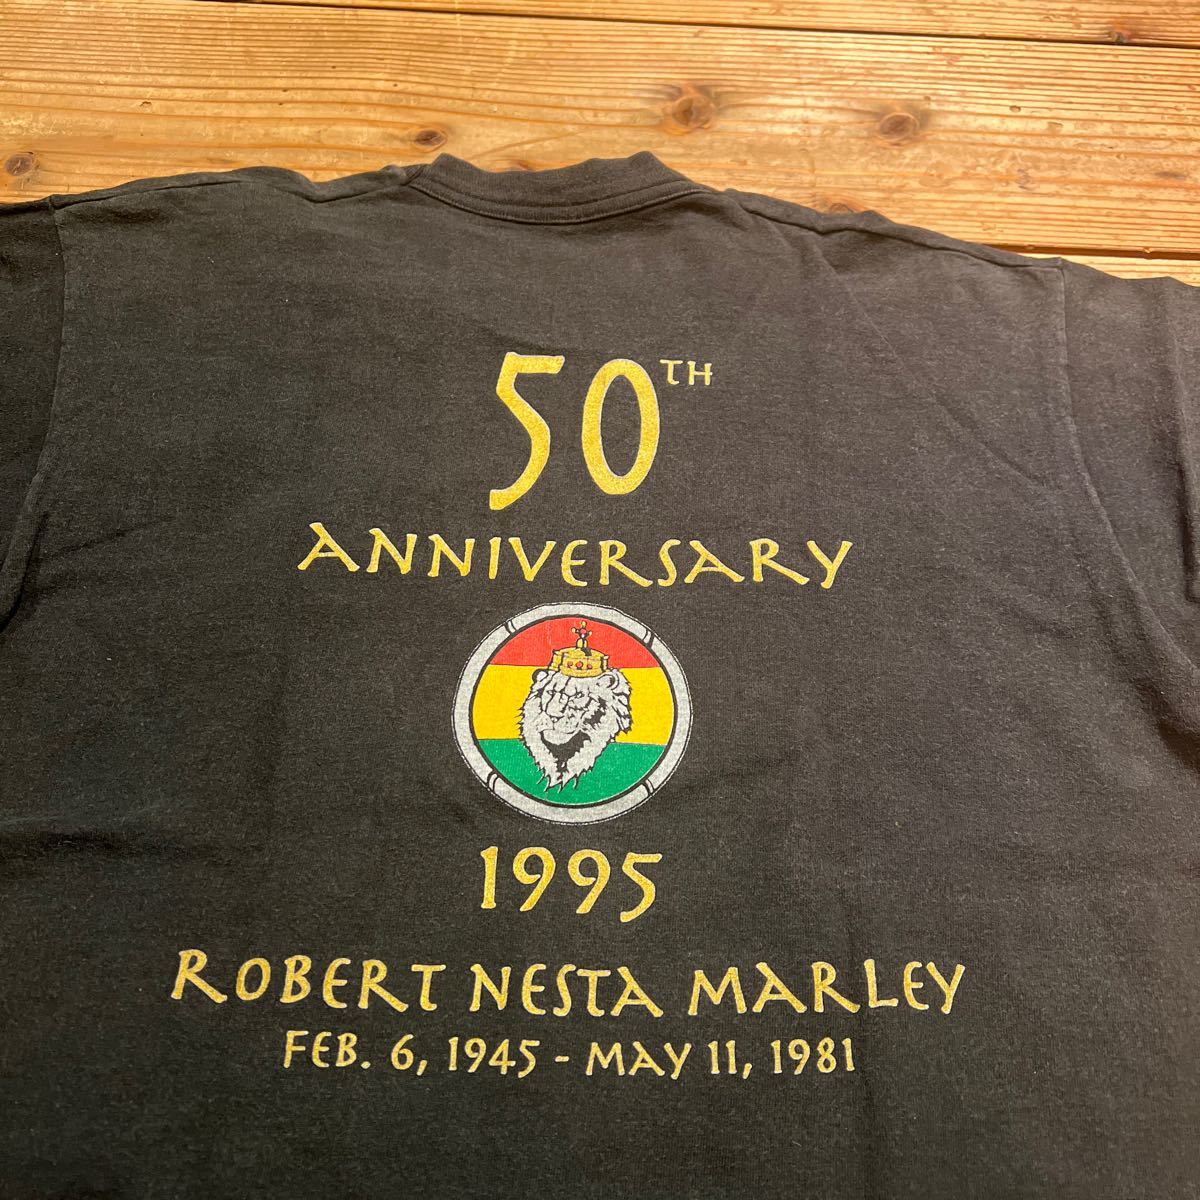 50TH
ANNIVERSARY
1995
ROBERT NESTA MARLEY
FEB. 6, 1945 - MAY 11, 1981